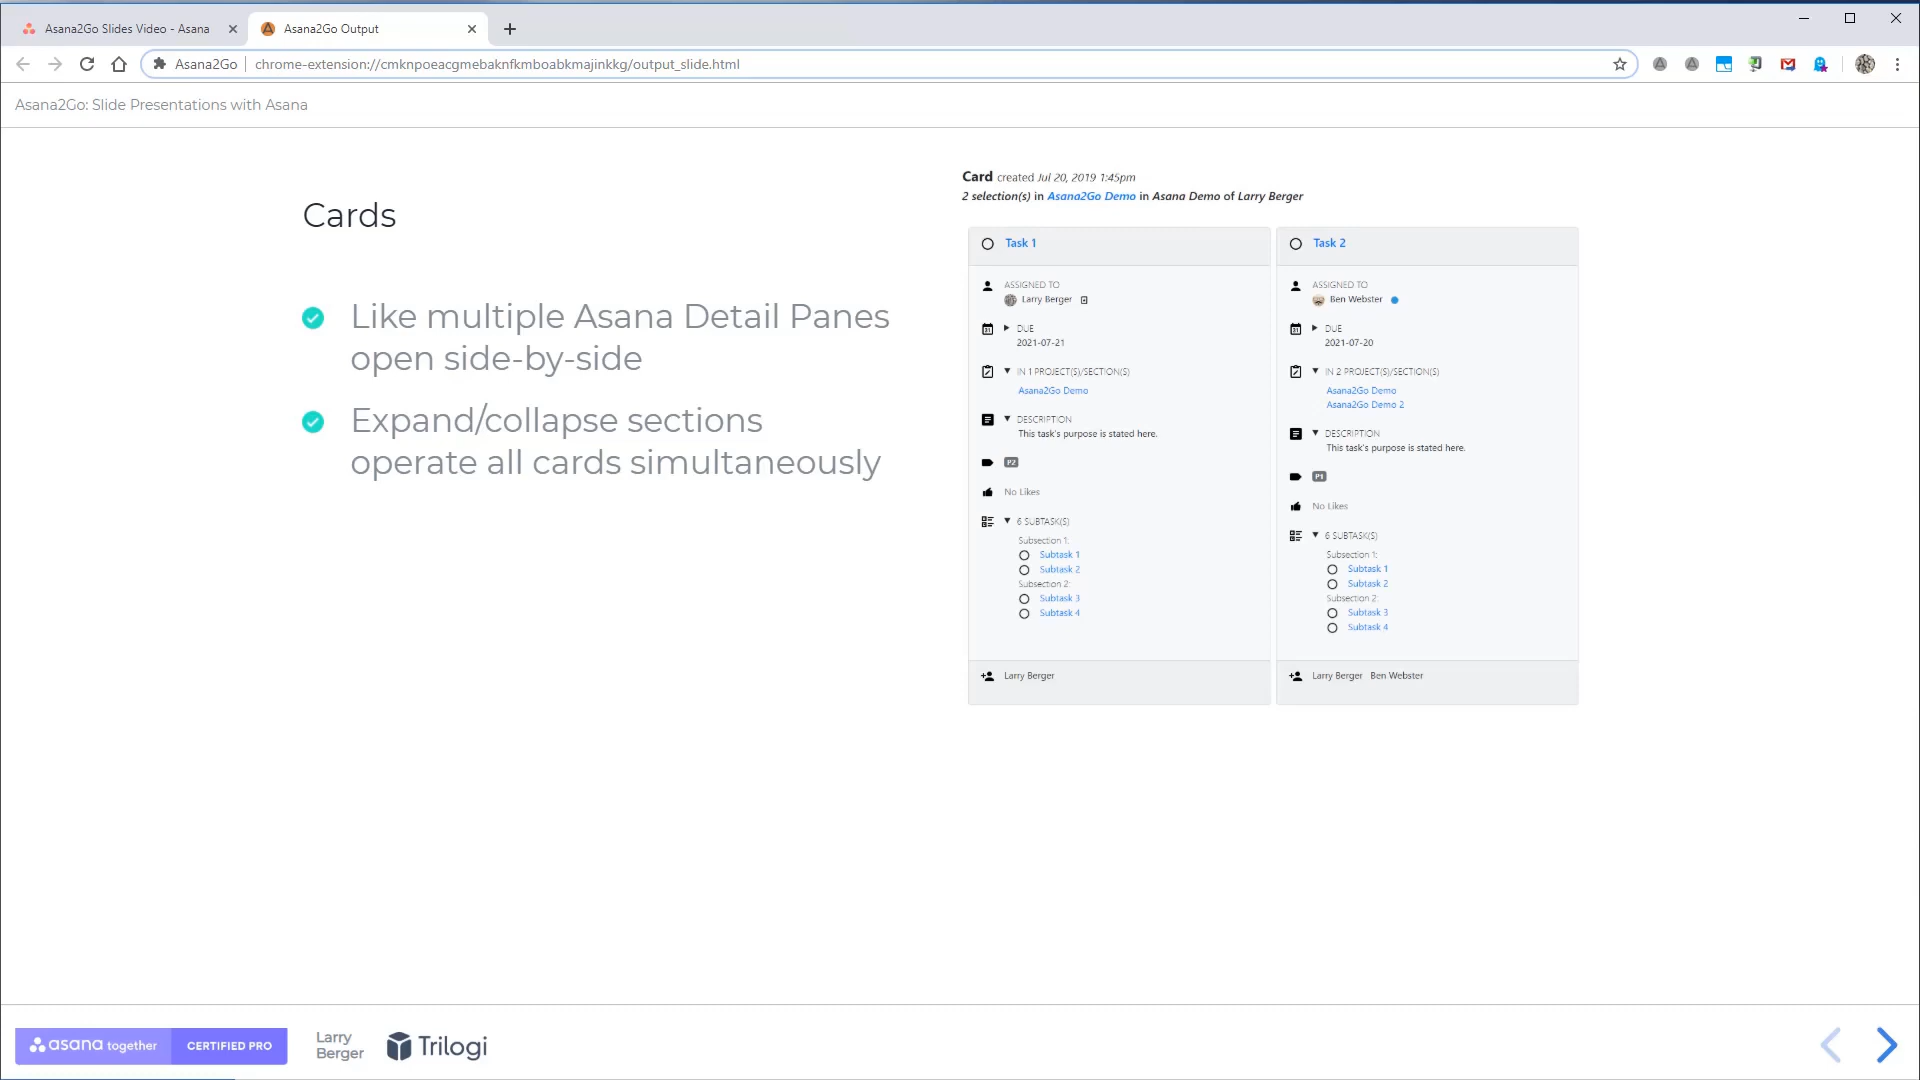 Asana2Go Slides Video - Asana
Asana2Go Output
Asana2Go
chrome-extension://cmknpoeacgmebaknfkmboabkmajinkkg/output_slide.html
Asana2Go: Slide Presentations with Asana
Cards
Like multiple Asana Detail Panes
open side-by-side
Expand/collapse sections
operate all cards simultaneously
Card created Jul 20, 2019 1:45pm
2 selection(s) in Asana2Go Demo in Asana Demo of Larry Berger
Task 1
ASSIGNED TO
Larry Berger
DUE
2021-07-21
IN 1 PROJECT(S)/SECTION(S)
Asana2Go Demo
DESCRIPTION
This task's purpose is stated here.
P2
No Likes
6 SUBTASK(S)
Subsection 1:
Subtask 1
Subtask 2
Subsection 2:
Subtask 3
Subtask 4
Larry Berger
Task 2
ASSIGNED TO
Ben Webster
DUE
2021-07-20
IN 2 PROJECT(S)/SECTION(S)
Asana2Go Demo
Asana2Go Demo 2
DESCRIPTION
This task's purpose is stated here.
P1
No Likes
6 SUBTASK(S)
Subsection 1:
Subtask 1
Subtask 2
Subsection 2:
Subtask 3
Subtask 4
Larry Berger Ben Webster
asana together CERTIFIED PRO
Larry
Berger
Trilogi